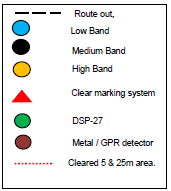 Route out,
Low Band
Medium Band
High Band
Clear marking system
DSP-27
Metal / GPR detector
Cleared 5 & 25m area.